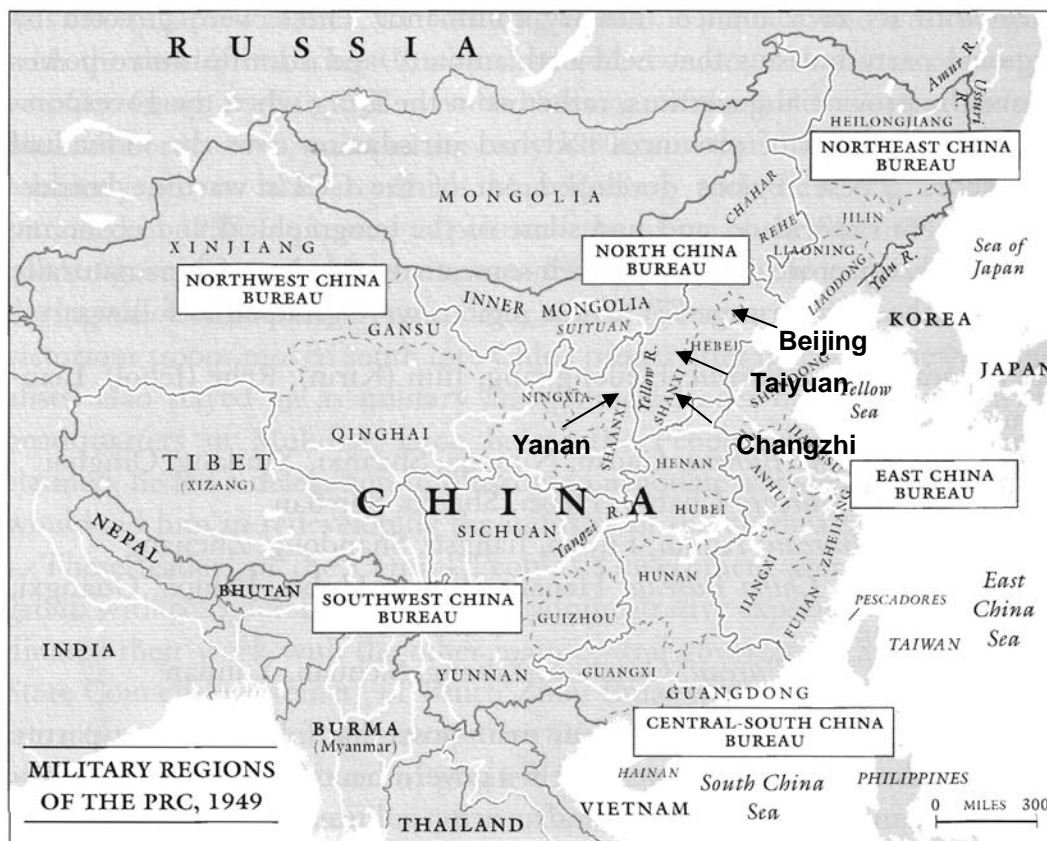 RUSSIA
Amur R.
Ussuri R.
HEILONGJIANG
NORTHEAST CHINA
BUREAU
MONGOLIA
CHAHAR
JILIN
XINJIANG
NORTH CHINA
BUREAU
REHE
LIAONING
Sea of
Japan
NORTHWEST CHINA
BUREAU
LIAODONG
Yalu R.
INNER MONGOLIA
SUIYUAN
GANSU
KOREA
HEBEI
Beijing
Taiyuan
JAPAN
SHANDONG
Yellow
Sea
NINGXIA
Yellow R.
SHANXI
SHAANXI
Yanan
Changzhi
QINGHAI
TIBET
(XIZANG)
HENAN
JIANGSU
ANHUI
EAST CHINA
BUREAU
CHINA
HUBEI
NEPAL
SICHUAN
Yangzi R.
ZHEJIANG
BHUTAN
SOUTHWEST CHINA
BUREAU
HUNAN
JIANGXI
FUJIAN
PESCADORES
East
China
Sea
GUIZHOU
TAIWAN
INDIA
YUNNAN
GUANGXI
GUANGDONG
CENTRAL-SOUTH CHINA
BUREAU
BURMA
(Myanmar)
HAINAN
South China
Sea
PHILIPPINES
MILITARY REGIONS
OF THE PRC, 1949
VIETNAM
0 MILES 300
THAILAND